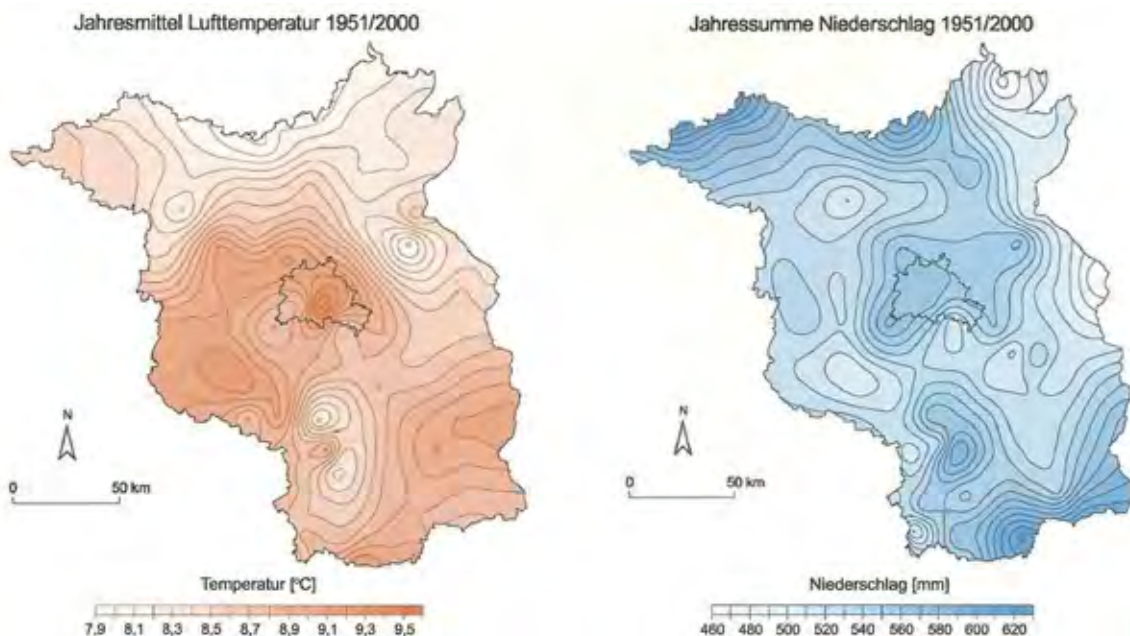 Jahresmittel Lufttemperatur 1951/2000
N
0 50 km
Temperatur [°C]
7,9 8,1 8,3 8,5 8,7 8,9 9,1 9,3 9,5
Jahressumme Niederschlag 1951/2000
N
0 50 km
Niederschlag [mm]
460 480 500 520 540 560 580 600 620